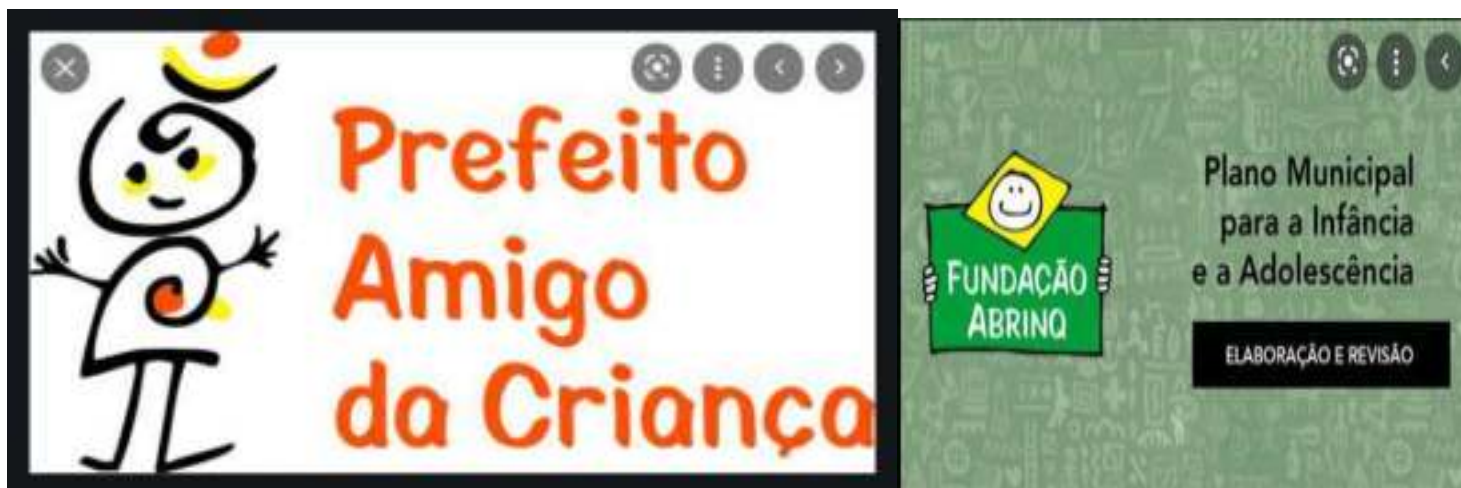 Prefeito
Amigo
da Criança
FUNDAÇÃO
ABRINQ
Plano Municipal
para a Infância
e a Adolescência
ELABORAÇÃO E REVISÃO